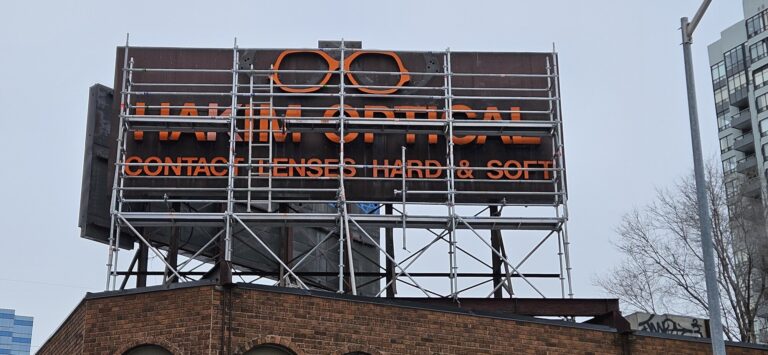 HAKIM OPTICAL
CONTACT LENSES HARD & SOFT